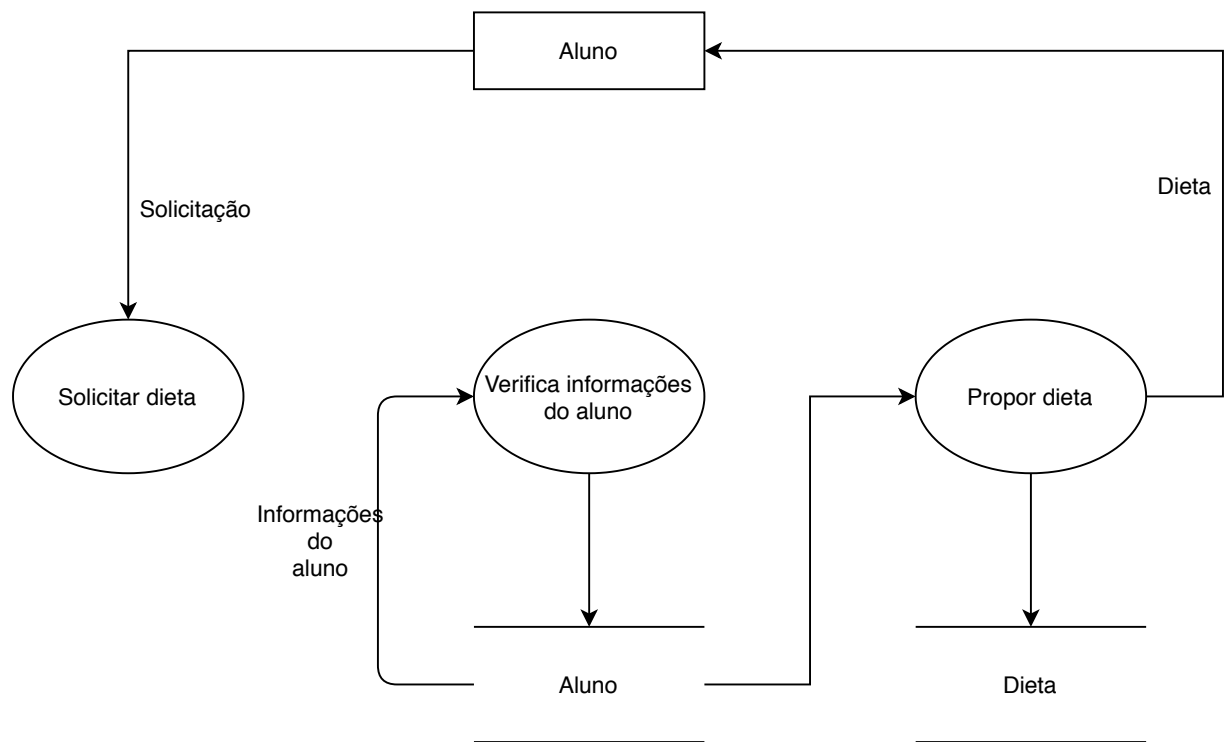 Aluno
Dieta
Solicitação
Solicitar dieta
Verifica informações
do aluno
Propor dieta
Informações
do
aluno
Aluno
Dieta